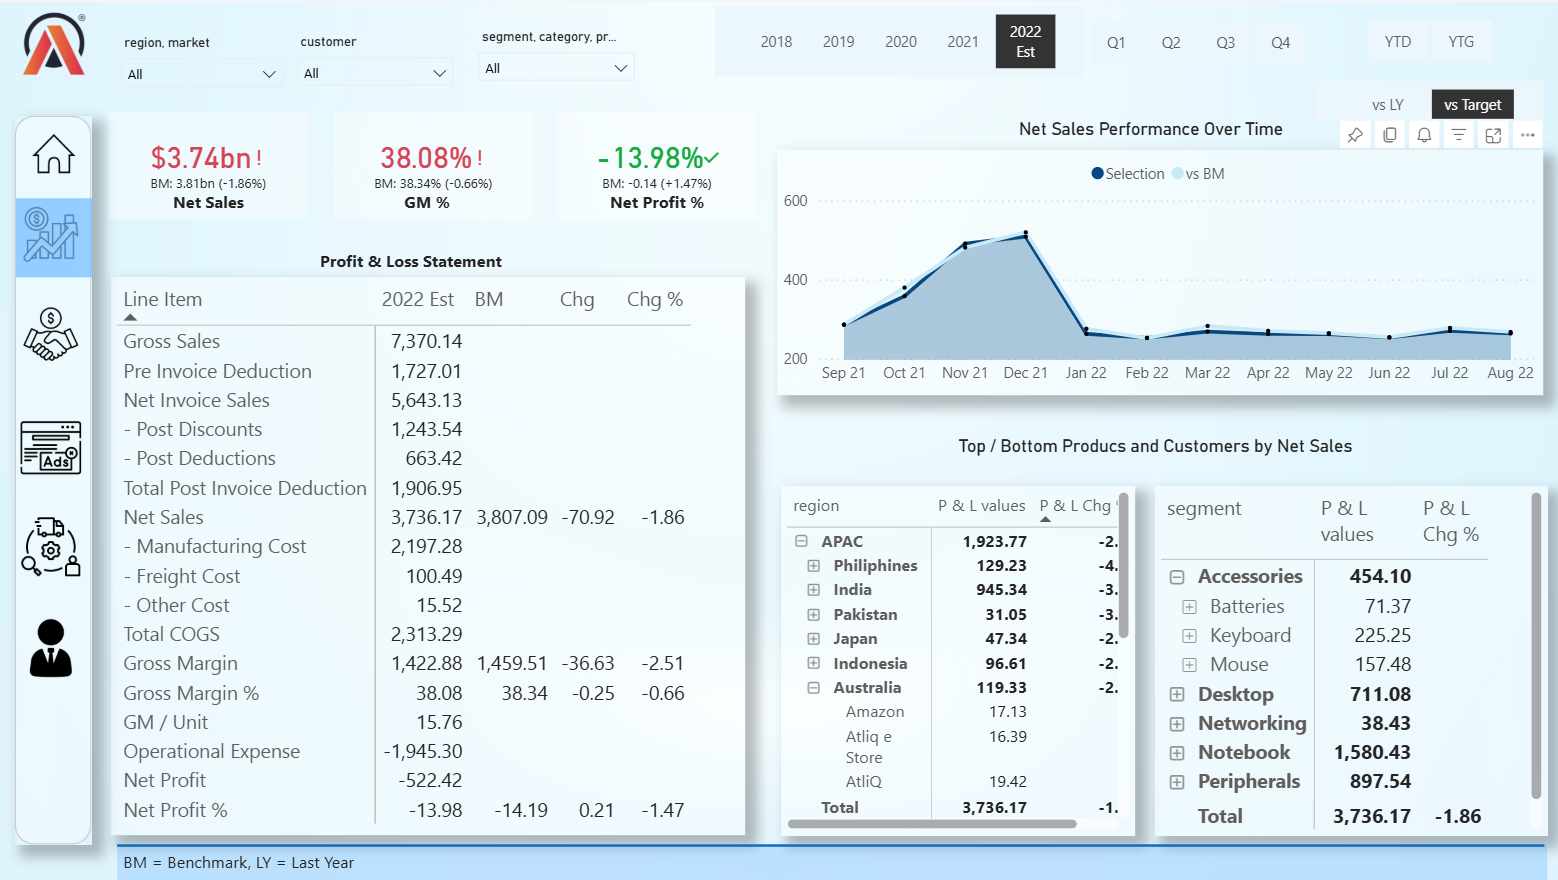 ®
region, market
All
customer
All
segment, category, pr...
All
2018 2019 2020 2021 2022 Est
Q1 Q2 Q3 Q4
YTD YTG
vs LY vs Target
$3.74bn !
BM: 3.81bn (-1.86%)
Net Sales
38.08% !
BM: 38.34% (-0.66%)
GM %
-13.98%
BM: -0.14 (+1.47%)
Net Profit %
Net Sales Performance Over Time
Selection vs BM
600
400
200
Sep 21 Oct 21 Nov 21 Dec 21 Jan 22 Feb 22 Mar 22 Apr 22 May 22 Jun 22 Jul 22 Aug 22
Ads
Profit & Loss Statement
Line Item 2022 Est BM Chg Chg %
Gross Sales 7,370.14
Pre Invoice Deduction 1,727.01
Net Invoice Sales 5,643.13
- Post Discounts 1,243.54
- Post Deductions 663.42
Total Post Invoice Deduction 1,906.95
Net Sales 3,736.17 3,807.09 -70.92 -1.86
- Manufacturing Cost 2,197.28
- Freight Cost 100.49
- Other Cost 15.52
Total COGS 2,313.29
Gross Margin 1,422.88 1,459.51 -36.63 -2.51
Gross Margin % 38.08 38.34 -0.25 -0.66
GM / Unit 15.76
Operational Expense -1,945.30
Net Profit -522.42
Net Profit % -13.98 -14.19 0.21 -1.47
Top / Bottom Producs and Customers by Net Sales
region P & L values P & L Chg
APAC 1,923.77 -2.
Philiphines 129.23 -4.
India 945.34 -3.
Pakistan 31.05 -3.
Japan 47.34 -2.
Indonesia 96.61 -2.
Australia 119.33 -2.
Amazon 17.13
Atliq e 16.39
Store
AtliQ 19.42
Total 3,736.17 -1.
segment P & L values P & L Chg %
Accessories 454.10
Batteries 71.37
Keyboard 225.25
Mouse 157.48
Desktop 711.08
Networking 38.43
Notebook 1,580.43
Peripherals 897.54
Total 3,736.17 -1.86
BM = Benchmark, LY = Last Year